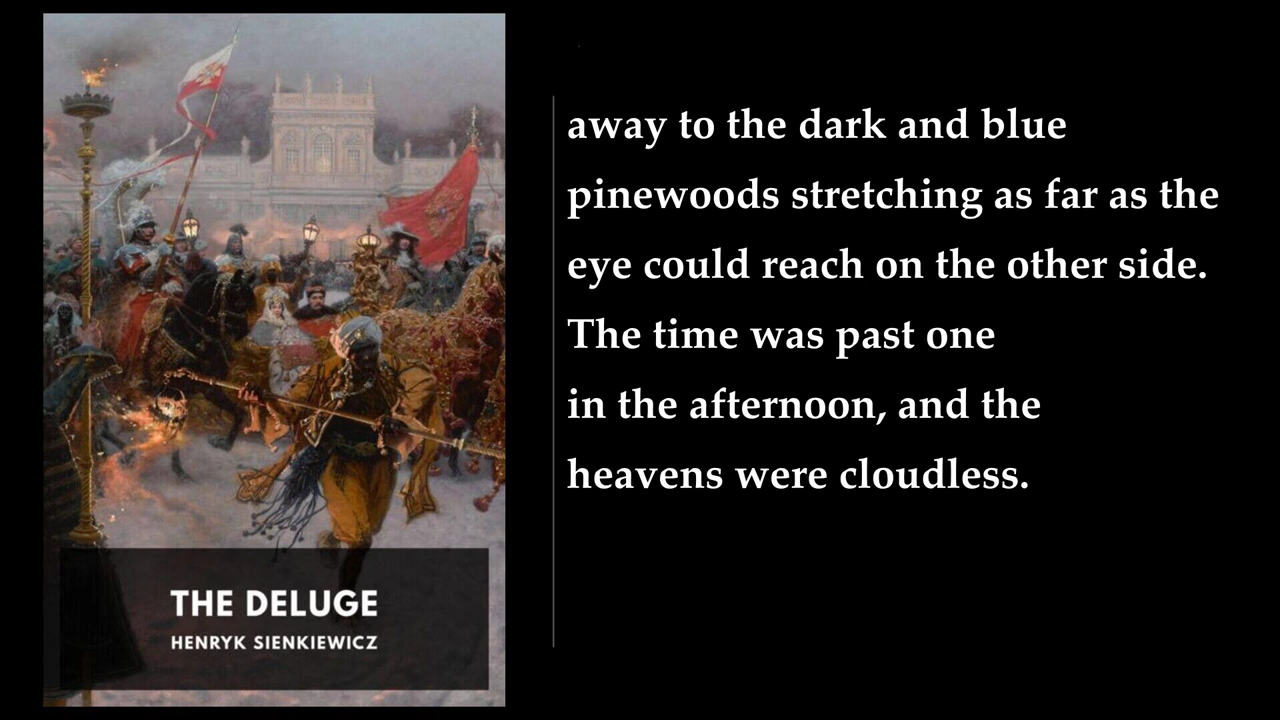 away to the dark and blue
pinewoods stretching as far as the
eye could reach on the other side.
The time was past one
in the afternoon, and the
heavens were cloudless.
THE DELUGE
HENRYK SIENKIEWICZ